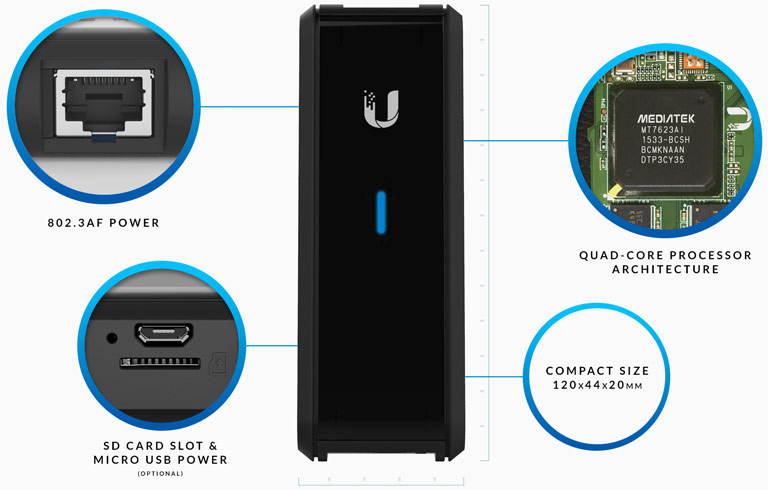 802.3AF POWER
MEDIATEK
MT7623AI
1533-BCSH
BCMKNAAN
DTP3CY35
QUAD-CORE PROCESSOR
ARCHITECTURE
SD CARD SLOT &
MICRO USB POWER
(OPTIONAL)
COMPACT SIZE
120x44x20MM